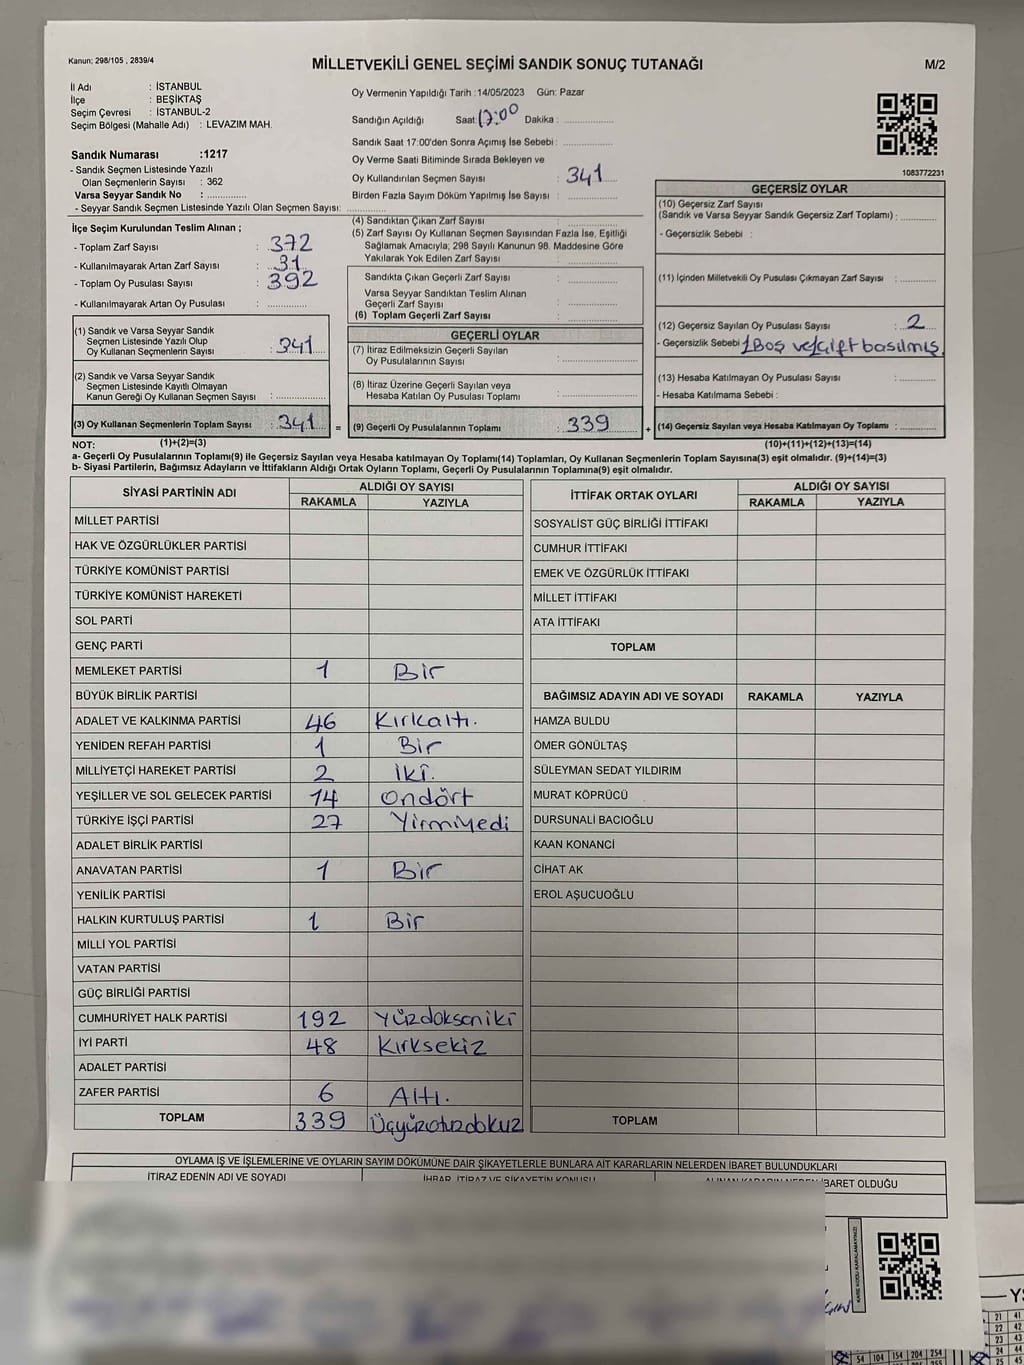 Kanun; 298/105 , 2839/4
MİLLETVEKİLİ GENEL SEÇİMİ SANDIK SONUÇ TUTANAĞI
M/2
İl Adı : İSTANBUL
İlçe : BEŞİKTAŞ
Seçim Çevresi : İSTANBUL-2
Seçim Bölgesi (Mahalle Adı) : LEVAZIM MAH.
Sandık Numarası :1217
- Sandık Seçmen Listesinde Yazılı
Olan Seçmenlerin Sayısı : 362
Varsa Seyyar Sandık No :
- Seyyar Sandık Seçmen Listesinde Yazılı Olan Seçmen Sayısı:
Oy Vermenin Yapıldığı Tarih :14/05/2023 Gün: Pazar
Sandığın Açıldığı Saat: 17:00 Dakika :
Sandık Saat 17:00'den Sonra Açımış İse Sebebi :
Oy Verme Saati Bitiminde Sırada Bekleyen ve
Oy Kullandırılan Seçmen Sayısı : 341
Birden Fazla Sayım Döküm Yapılmış İse Sayısı :
1083772231
İlçe Seçim Kurulundan Teslim Alınan ;
- Toplam Zarf Sayısı : 372
- Kullanılmayarak Artan Zarf Sayısı : 31
- Toplam Oy Pusulası Sayısı : 392
- Kullanılmayarak Artan Oy Pusulası :
(1) Sandık ve Varsa Seyyar Sandık
Seçmen Listesinde Yazılı Olup
Oy Kullanan Seçmenlerin Sayısı : 341
(2) Sandık ve Varsa Seyyar Sandık
Seçmen Listesinde Kayıtlı Olmayan
Kanun Gereği Oy Kullanan Seçmen Sayısı :
(3) Oy Kullanan Seçmenlerin Toplam Sayısı : 341 =
(4) Sandıktan Çıkan Zarf Sayısı :
(5) Zarf Sayısı Oy Kullanan Seçmen Sayısından Fazla İse, Eşitliği
Sağlamak Amacıyla; 298 Sayılı Kanunun 98. Maddesine Göre
Yakılarak Yok Edilen Zarf Sayısı :
Sandıkta Çıkan Geçerli Zarf Sayısı :
Varsa Seyyar Sandıktan Teslim Alınan
Geçerli Zarf Sayısı :
(6) Toplam Geçerli Zarf Sayısı :
GEÇERLİ OYLAR
(7) İtiraz Edilmeksizin Geçerli Sayılan
Oy Pusulalarının Sayısı :
(8) İtiraz Üzerine Geçerli Sayılan veya
Hesaba Katılan Oy Pusulası Toplamı :
(9) Geçerli Oy Pusulalarının Toplamı : 339 +
GEÇERSİZ OYLAR
(10) Geçersiz Zarf Sayısı
(Sandık ve Varsa Seyyar Sandık Geçersiz Zarf Toplamı) :
- Geçersizlik Sebebi :
(11) İçinden Milletvekili Oy Pusulası Çıkmayan Zarf Sayısı :
(12) Geçersiz Sayılan Oy Pusulası Sayısı : 2
- Geçersizlik Sebebi : 1 Boş ve 1 çift basılmış
(13) Hesaba Katılmayan Oy Pusulası Sayısı :
- Hesaba Katılmama Sebebi :
(14) Geçersiz Sayılan veya Hesaba Katılmayan Oy Toplamı :
NOT: (1)+(2)=(3) (10)+(11)+(12)+(13)=(14)
a- Geçerli Oy Pusulalarının Toplamı(9) ile Geçersiz Sayılan veya Hesaba katılmayan Oy Toplamı(14) Toplamları, Oy Kullanan Seçmenlerin Toplam Sayısına(3) eşit olmalıdır. (9)+(14)=(3)
b- Siyasi Partilerin, Bağımsız Adayların ve İttifakların Aldığı Ortak Oyların Toplamı, Geçerli Oy Pusulalarının Toplamına(9) eşit olmalıdır.
SİYASİ PARTİNİN ADI ALDIĞI OY SAYISI
RAKAMLA YAZIYLA
MİLLET PARTİSİ
HAK VE ÖZGÜRLÜKLER PARTİSİ
TÜRKİYE KOMÜNİST PARTİSİ
TÜRKİYE KOMÜNİST HAREKETİ
SOL PARTİ
GENÇ PARTİ
MEMLEKET PARTİSİ 1 Bir
BÜYÜK BİRLİK PARTİSİ
ADALET VE KALKINMA PARTİSİ 46 Kırkaltı.
YENİDEN REFAH PARTİSİ 1 Bir
MİLLİYETÇİ HAREKET PARTİSİ 2 iki.
YEŞİLLER VE SOL GELECEK PARTİSİ 14 Ondört
TÜRKİYE İŞÇİ PARTİSİ 27 Yirmiyedi
ADALET BİRLİK PARTİSİ
ANAVATAN PARTİSİ 1 Bir
YENİLİK PARTİSİ
HALKIN KURTULUŞ PARTİSİ 1 Bir
MİLLİ YOL PARTİSİ
VATAN PARTİSİ
GÜÇ BİRLİĞİ PARTİSİ
CUMHURİYET HALK PARTİSİ 192 Yüzdoksaniki
İYİ PARTİ 48 Kırksekiz
ADALET PARTİSİ
ZAFER PARTİSİ 6 Altı.
TOPLAM 339 Üçyüzotuzdokuz
İTTİFAK ORTAK OYLARI ALDIĞI OY SAYISI
RAKAMLA YAZIYLA
SOSYALİST GÜÇ BİRLİĞİ İTTİFAKI
CUMHUR İTTİFAKI
EMEK VE ÖZGÜRLÜK İTTİFAKI
MİLLET İTTİFAKI
ATA İTTİFAKI
TOPLAM
BAĞIMSIZ ADAYIN ADI VE SOYADI RAKAMLA YAZIYLA
HAMZA BULDU
ÖMER GÖNÜLTAŞ
SÜLEYMAN SEDAT YILDIRIM
MURAT KÖPRÜCÜ
DURSUNALİ BACIOĞLU
KAAN KONANCİ
CİHAT AK
EROL AŞUCUOĞLU
TOPLAM
OYLAMA İŞ VE İŞLEMLERİNE VE OYLARIN SAYIM DÖKÜMÜNE DAİR ŞİKAYETLERLE BUNLARA AİT KARARLARIN NELERDEN İBARET BULUNDUKLARI
İTİRAZ EDENİN ADI VE SOYADI İHBAR, İTİRAZ VE ŞİKAYETİN KONUSU ALINAN KARARIN NEDEN İBARET OLDUĞU
21 41
22 42
23 43
24 44
25 45
54 104 154 204 254